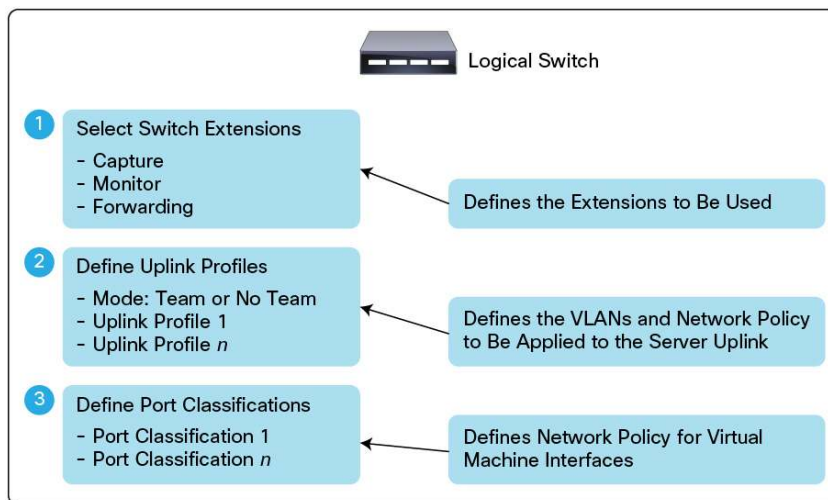 Logical Switch
1
Select Switch Extensions
- Capture
- Monitor
- Forwarding
Defines the Extensions to Be Used
2
Define Uplink Profiles
- Mode: Team or No Team
- Uplink Profile 1
- Uplink Profile n
Defines the VLANs and Network Policy
to Be Applied to the Server Uplink
3
Define Port Classifications
- Port Classification 1
- Port Classification n
Defines Network Policy for Virtual
Machine Interfaces